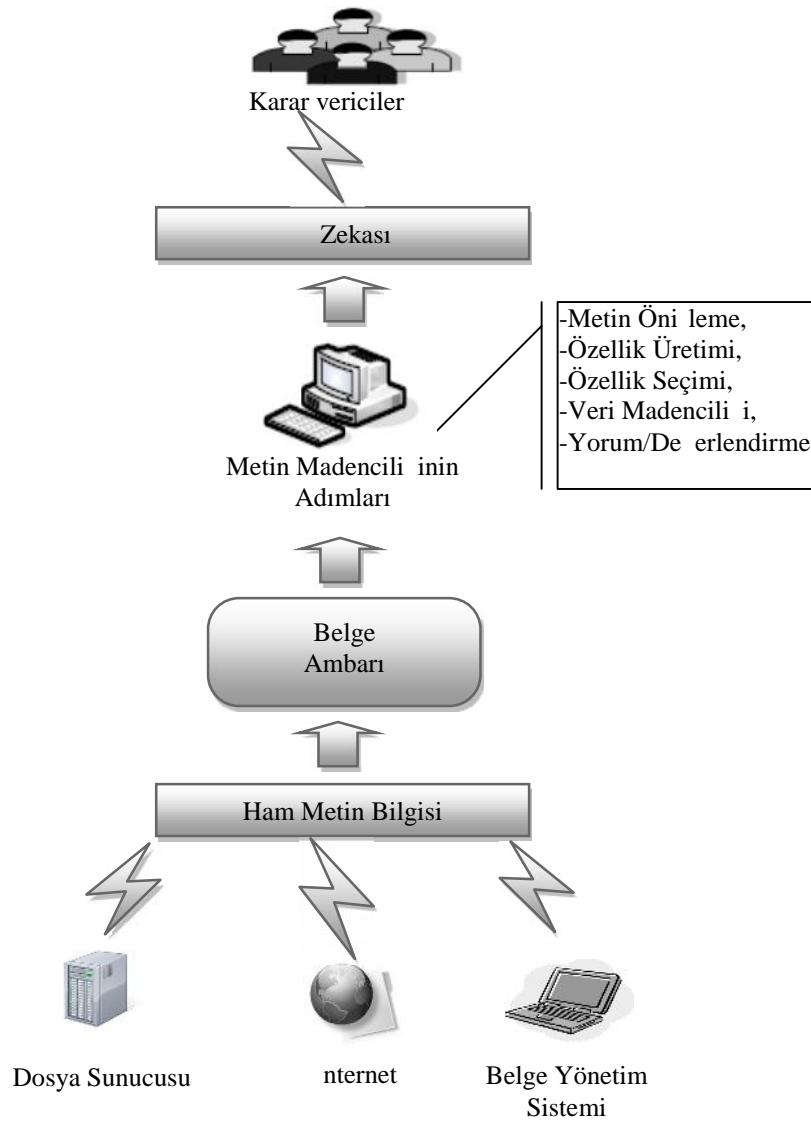 Karar vericiler
Zekası
-Metin Öni leme,
-Özellik Üretimi,
-Özellik Seçimi,
-Veri Madencili i,
-Yorum/De erlendirme
Metin Madencili inin
Adımları
Belge
Ambarı
Ham Metin Bilgisi
Dosya Sunucusu
nternet
Belge Yönetim
Sistemi